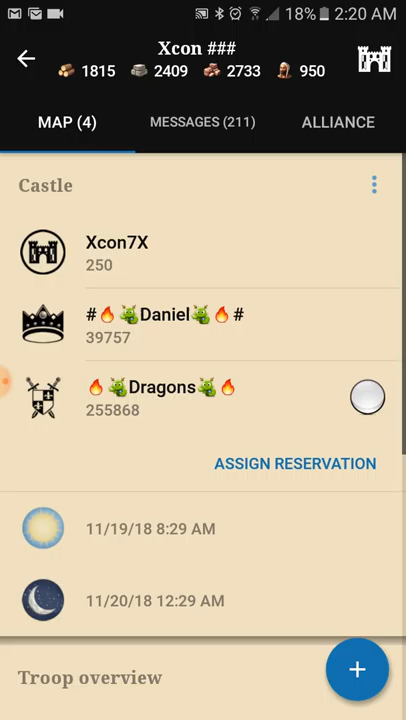 18% 2:20 AM
Xcon ###
1815 2409 2733 950
MAP (4) MESSAGES (211) ALLIANCE
Castle
Xcon7X
250
#🔥🐲Daniel🐲🔥#
39757
🔥🐲Dragons🐲🔥
255868
ASSIGN RESERVATION
11/19/18 8:29 AM
11/20/18 12:29 AM
Troop overview
+